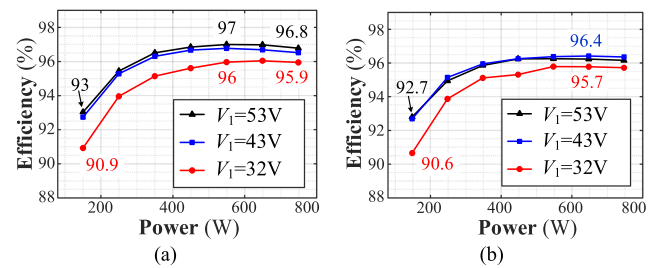 98
96
94
92
90
88
Efficiency (%)
93
97
96.8
96
95.9
90.9
V1=53V
V1=43V
V1=32V
200
400
600
800
Power (W)
(a)
98
96
94
92
90
88
Efficiency (%)
92.7
96.4
95.7
90.6
V1=53V
V1=43V
V1=32V
200
400
600
800
Power (W)
(b)